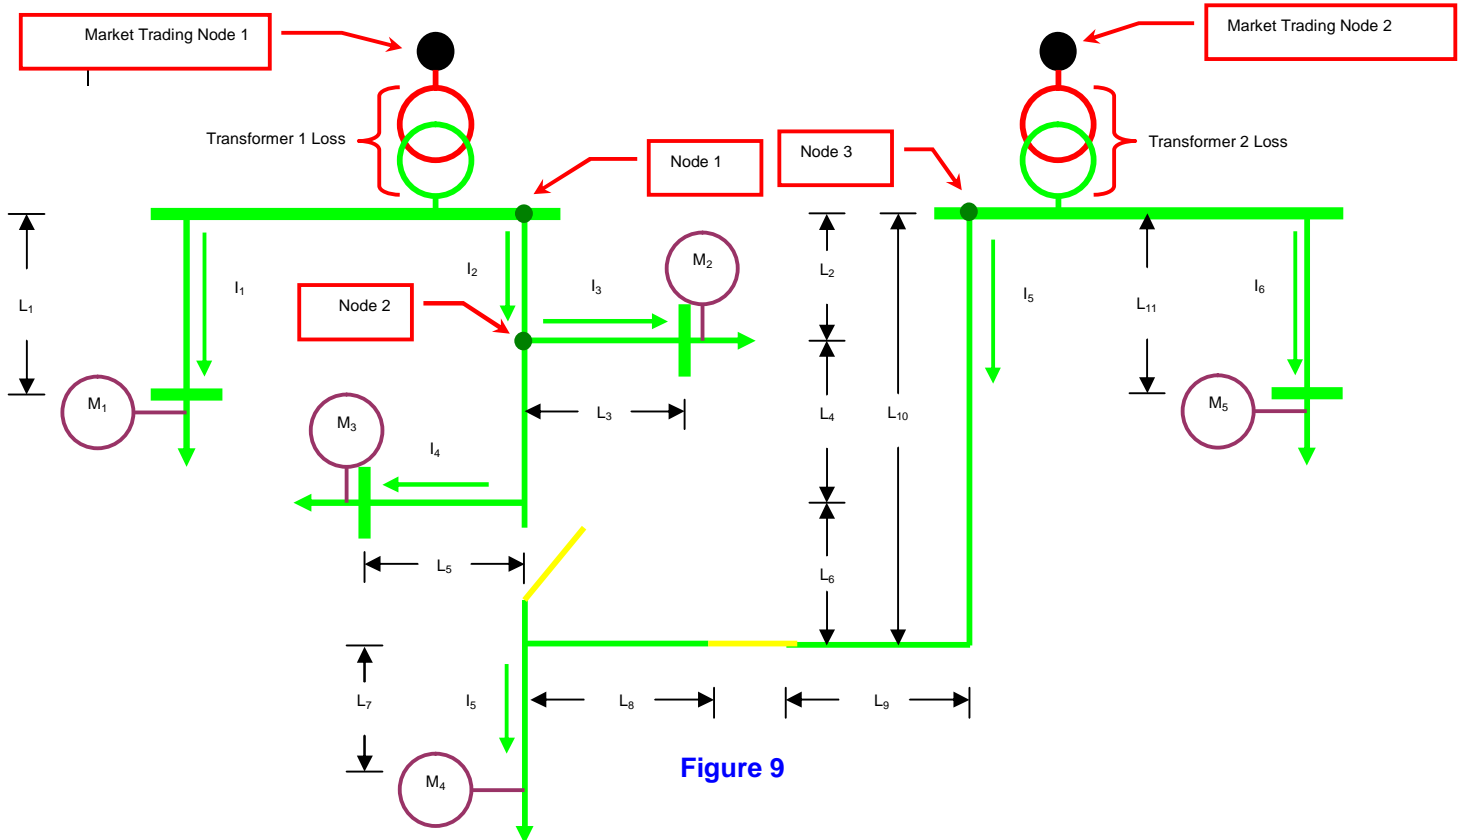 Market Trading Node 1
Market Trading Node 2
Transformer 1 Loss
Node 1
Node 3
Transformer 2 Loss
L1
I1
I2
I3
M2
Node 2
L2
I5
L11
I6
M1
M3
I4
L3
L4
L10
M5
L5
L6
L7
I5
L8
L9
M4
Figure 9